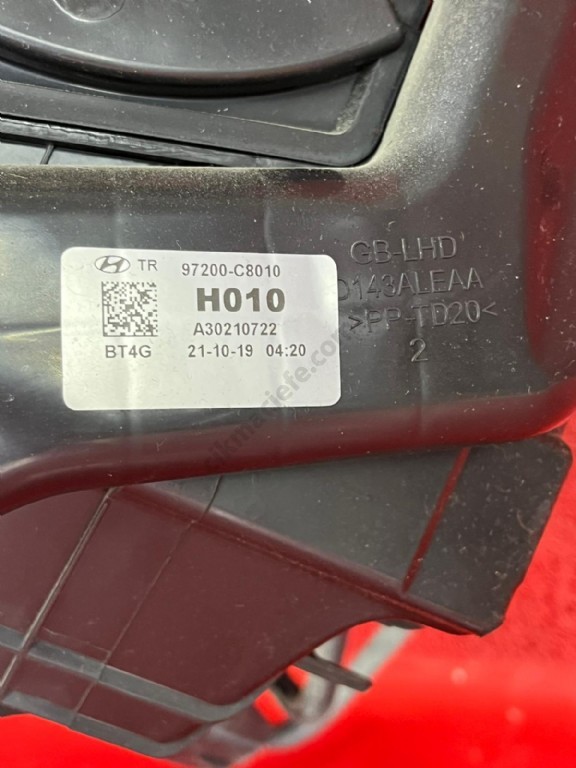 TR 97200-C8010
H010
A30210722
BT4G 21-10-19 04:20
GB-LHD
D143ALEAA
>PP-TD20<
2